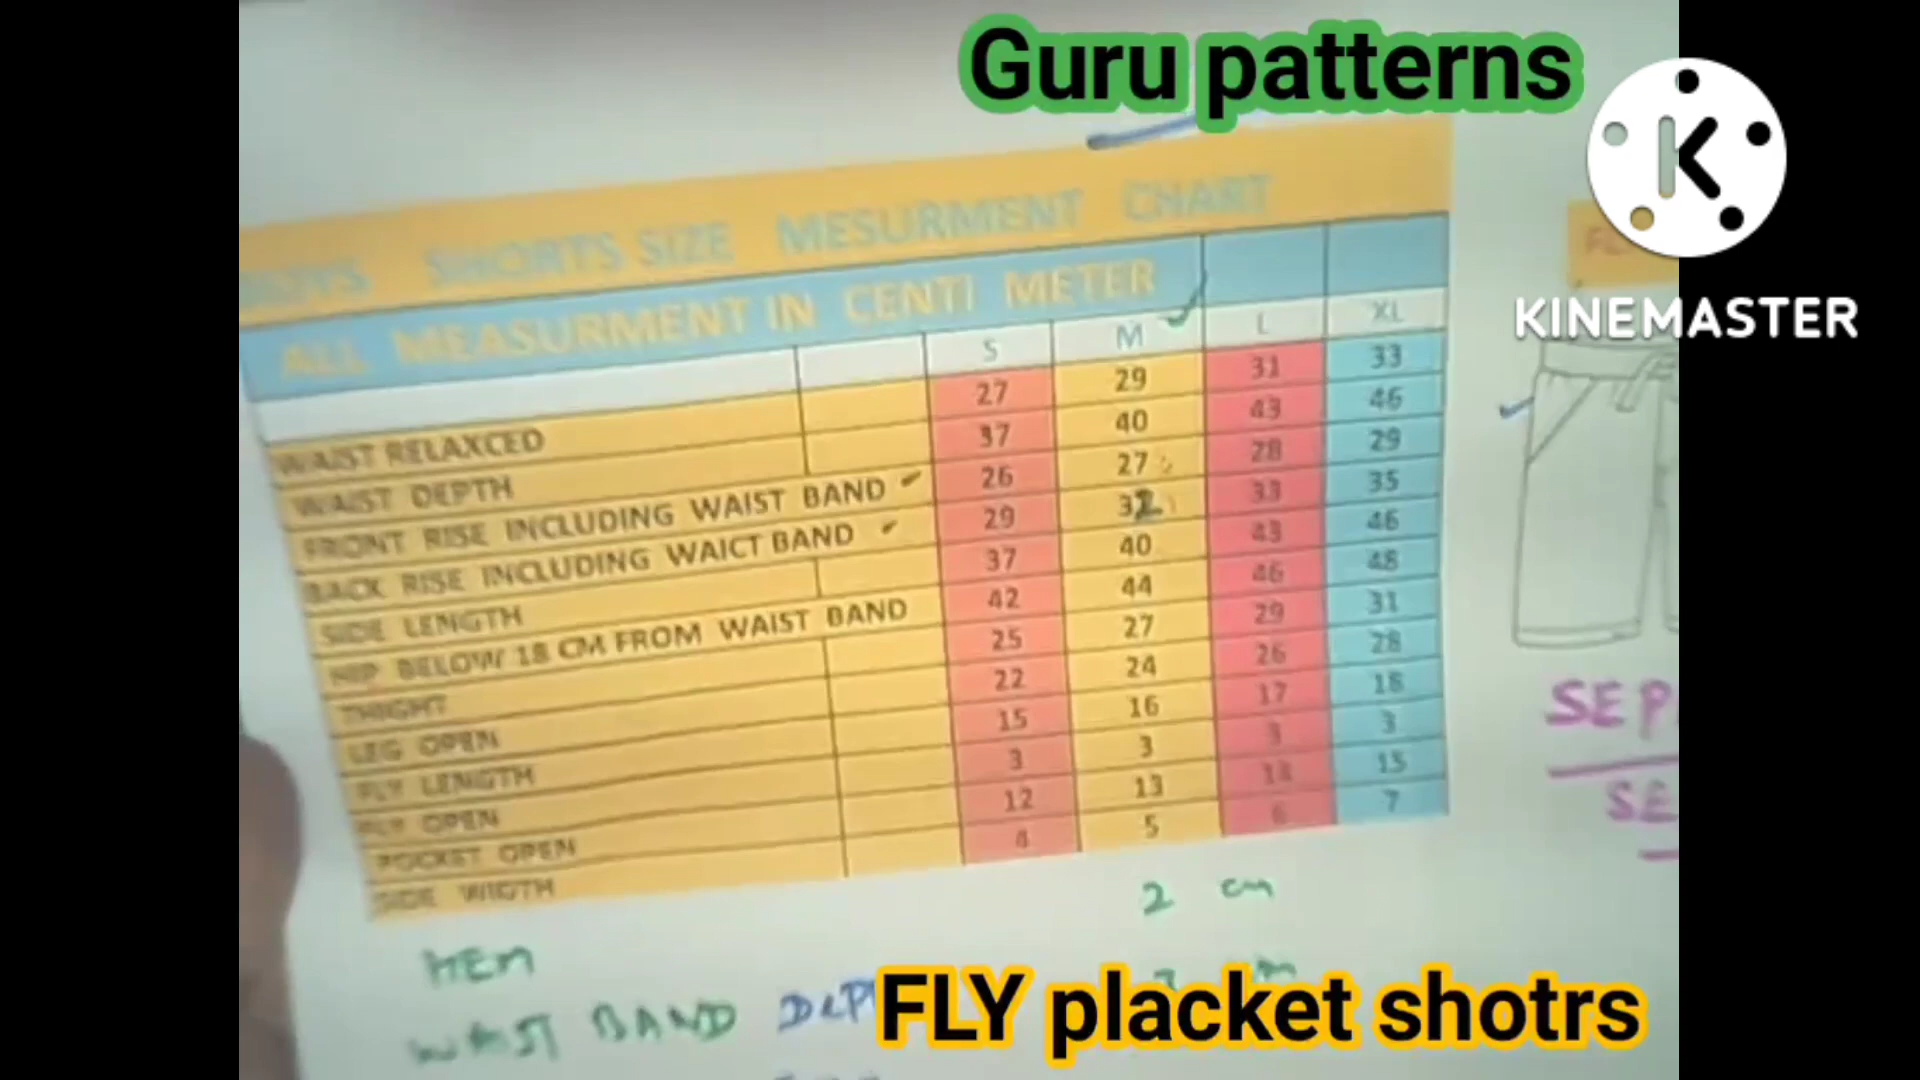 Guru patterns
KINEMASTER
SHORTS SIZE MESURMENT CHART
ALL MEASURMENT IN CENTI METER
S M L XL
WAIST RELAXCED 27 29 31 33
WAIST DEPTH 37 40 43 46
FRONT RISE INCLUDING WAIST BAND 26 27 28 29
BACK RISE INCLUDING WAICT BAND 29 32 33 35
SIDE LENGTH 37 40 43 46
HIP BELOW 18 CM FROM WAIST BAND 42 44 46 48
THIGHT 25 27 29 31
LEG OPEN 22 24 26 28
FLY LENGTH 15 16 17 18
FLY OPEN 3 3 3 3
POCKET OPEN 12 13 14 15
SIDE WIDTH 4 5 6 7
HEM 2 cm
WAIST BAND
FLY placket shotrs
SEP
SE